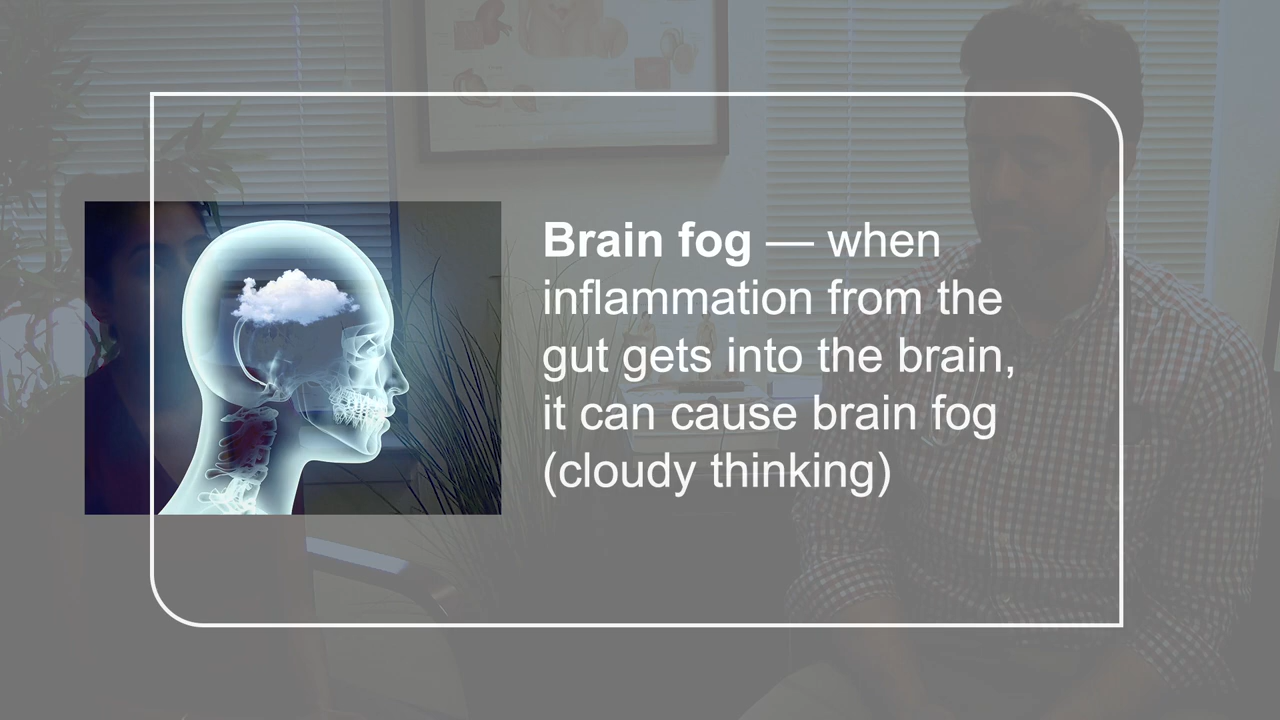 Brain fog — when
inflammation from the
gut gets into the brain,
it can cause brain fog
(cloudy thinking)